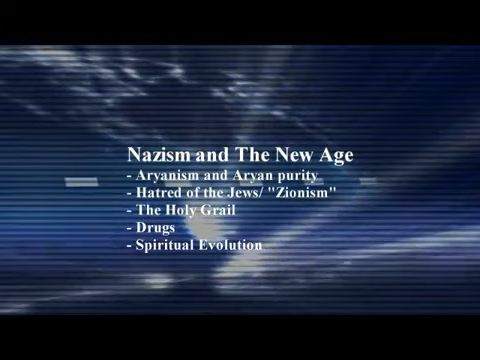 Nazism and The New Age
- Aryanism and Aryan purity
- Hatred of the Jews/ "Zionism"
- The Holy Grail
- Drugs
- Spiritual Evolution